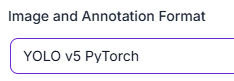 Image and Annotation Format
YOLO v5 PyTorch